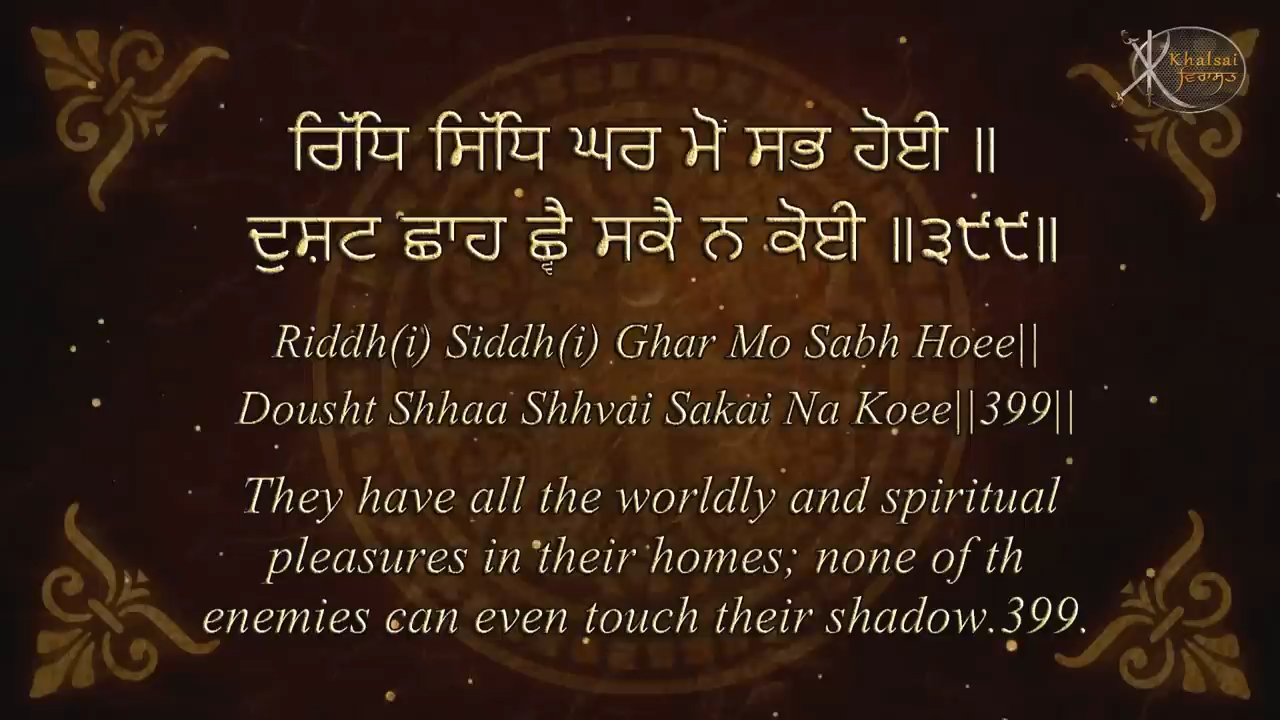 Khalsai
ਵਿਰਾਸਤ
ਰਿੱਧਿ ਸਿੱਧਿ ਘਰ ਮੋਂ ਸਭ ਹੋਈ ॥
ਦੁਸ਼ਟ ਛਾਹ ਛ੍ਵੈ ਸਕੈ ਨ ਕੋਈ ॥੩੯੯॥
Riddh(i) Siddh(i) Ghar Mo Sabh Hoee||
Dousht Shhaa Shhvai Sakai Na Koee||399||
They have all the worldly and spiritual
pleasures in their homes; none of th
enemies can even touch their shadow.399.